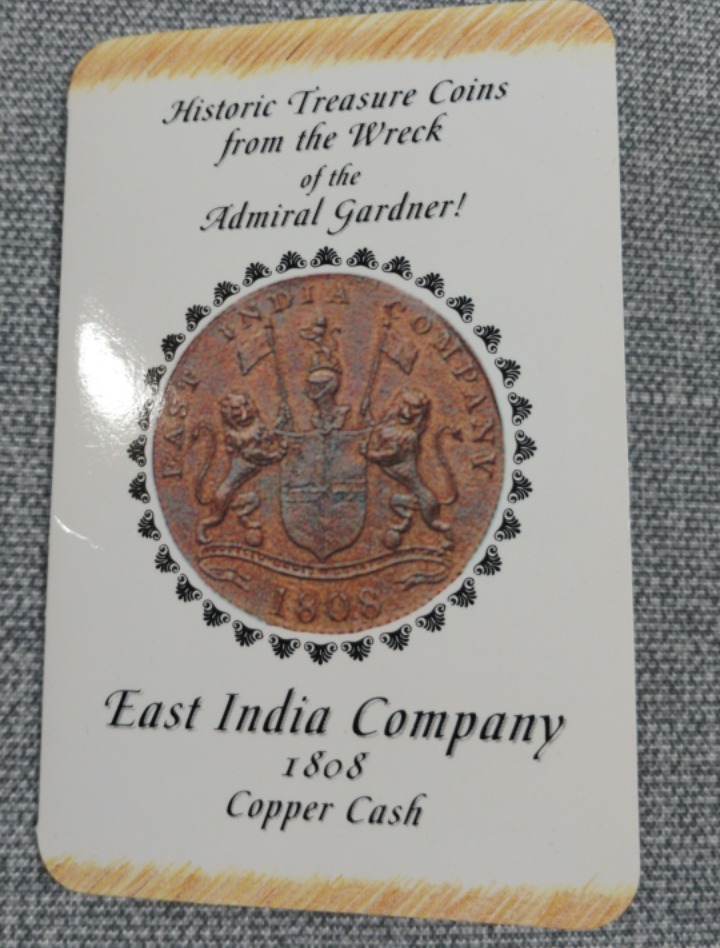 Historic Treasure Coins
from the Wreck
of the
Admiral Gardner!
EAST INDIA COMPANY
1808
East India Company
1808
Copper Cash